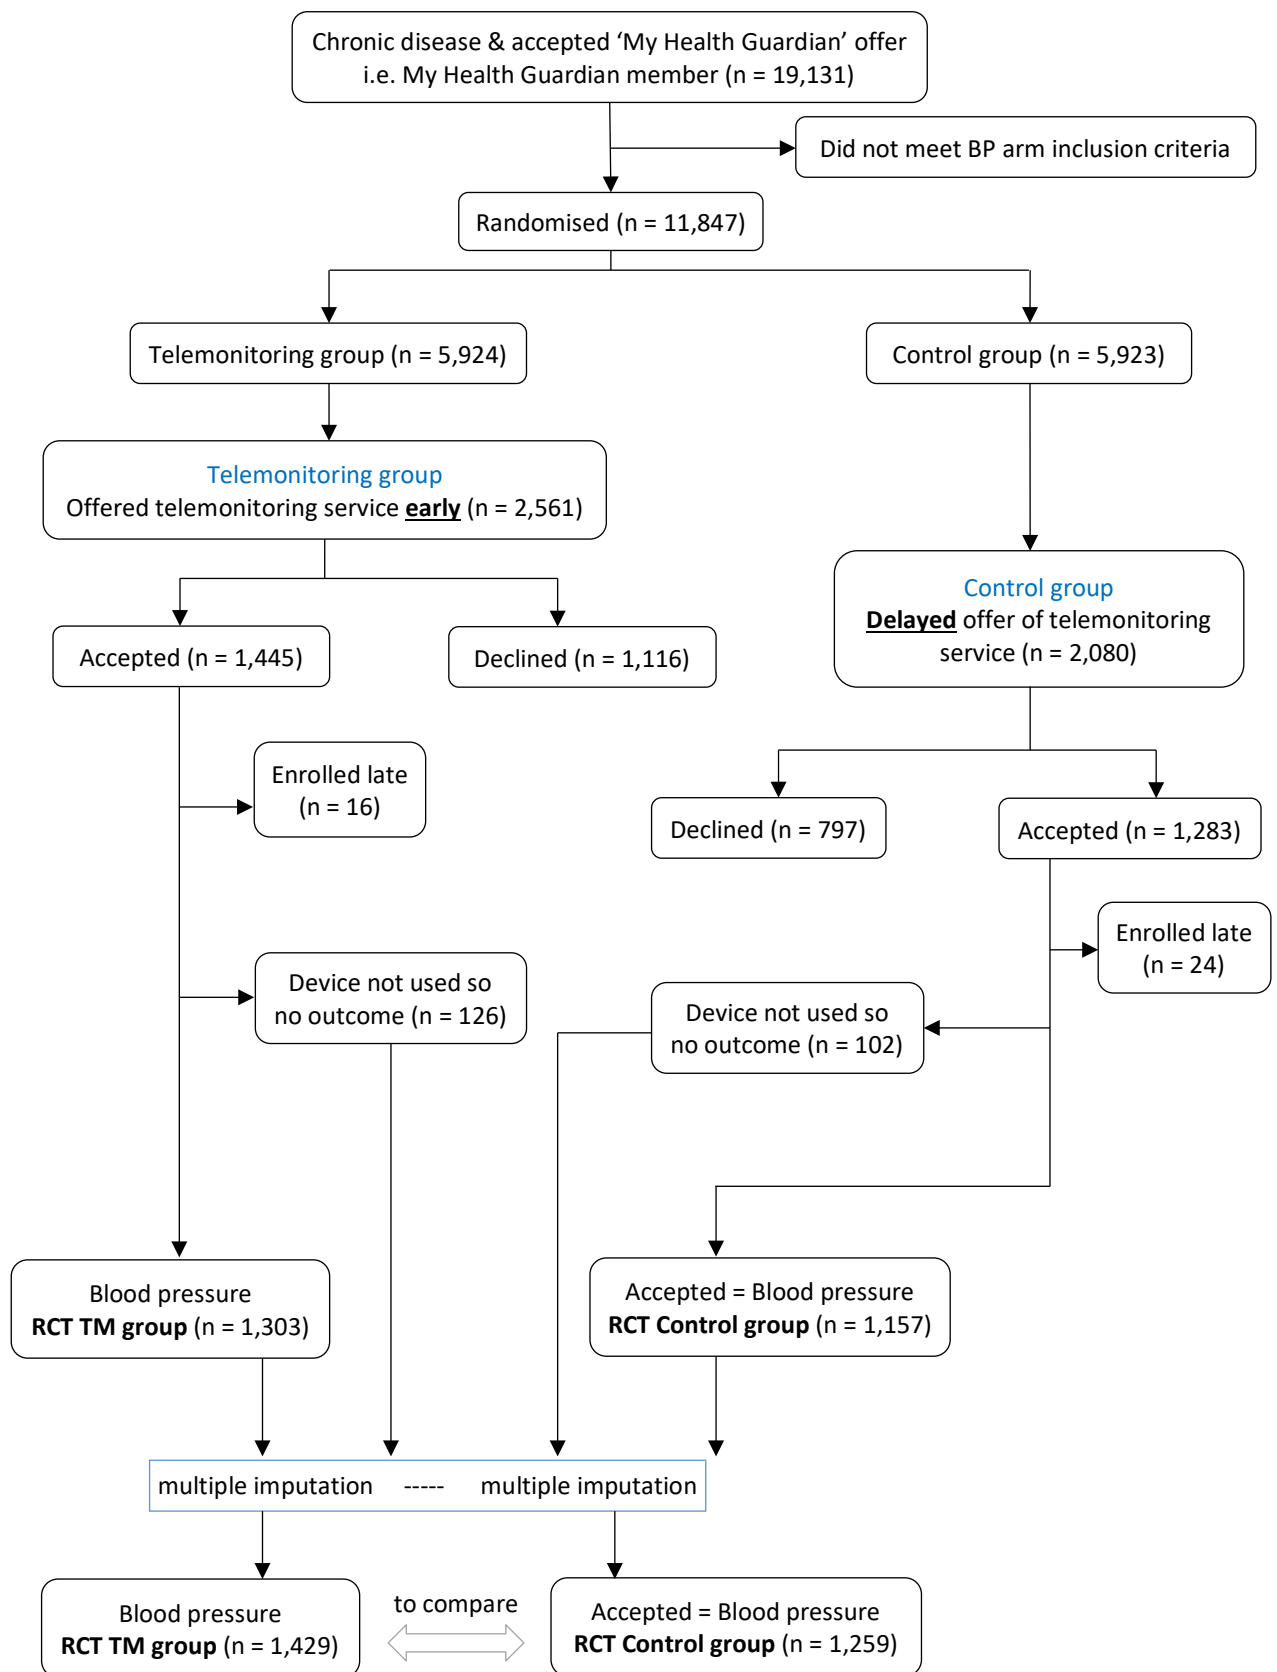 Chronic disease & accepted ‘My Health Guardian’ offer
i.e. My Health Guardian member (n = 19,131)
Did not meet BP arm inclusion criteria
Randomised (n = 11,847)
Telemonitoring group (n = 5,924)
Control group (n = 5,923)
Telemonitoring group
Offered telemonitoring service early (n = 2,561)
Control group
Delayed offer of telemonitoring
service (n = 2,080)
Accepted (n = 1,445)
Declined (n = 1,116)
Enrolled late
(n = 16)
Declined (n = 797)
Accepted (n = 1,283)
Enrolled late
(n = 24)
Device not used so
no outcome (n = 126)
Device not used so
no outcome (n = 102)
Blood pressure
RCT TM group (n = 1,303)
Accepted = Blood pressure
RCT Control group (n = 1,157)
multiple imputation ----- multiple imputation
Blood pressure
RCT TM group (n = 1,429)
to compare
Accepted = Blood pressure
RCT Control group (n = 1,259)